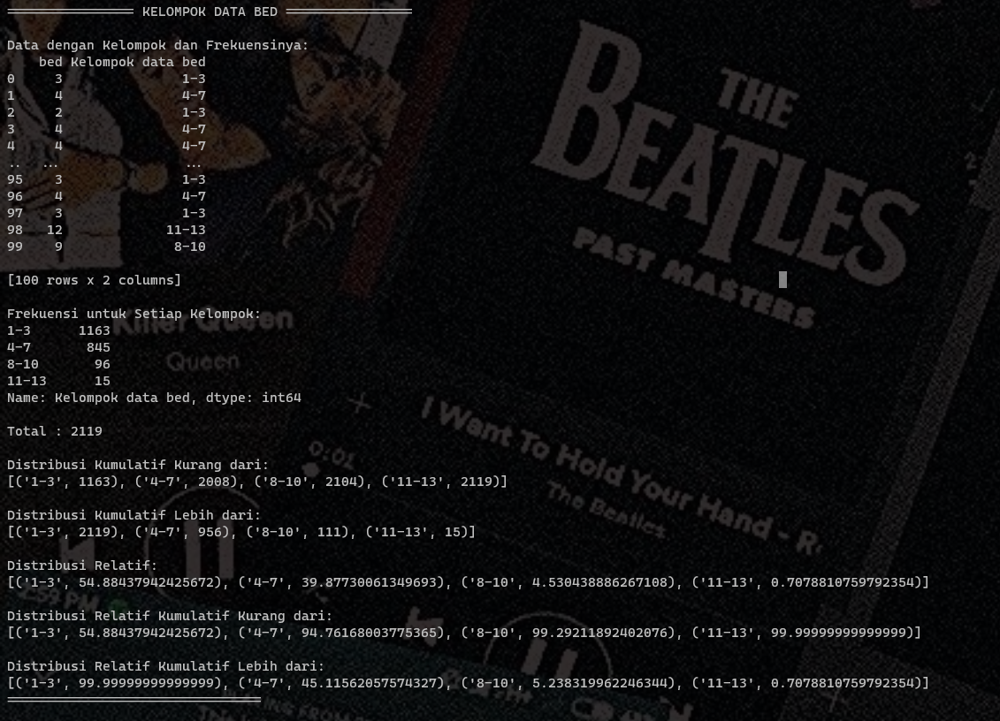 ════════════════ KELOMPOK DATA BED ════════════════
Data dengan Kelompok dan Frekuensinya:
    bed Kelompok data bed
0     3               1-3
1     4               4-7
2     2               1-3
3     4               4-7
4     4               4-7
..  ...               ...
95    3               1-3
96    4               4-7
97    3               1-3
98   12             11-13
99    9              8-10
[100 rows x 2 columns]
Frekuensi untuk Setiap Kelompok:
1-3      1163
4-7       845
8-10       96
11-13      15
Name: Kelompok data bed, dtype: int64
Total : 2119
Distribusi Kumulatif Kurang dari:
[('1-3', 1163), ('4-7', 2008), ('8-10', 2104), ('11-13', 2119)]
Distribusi Kumulatif Lebih dari:
[('1-3', 2119), ('4-7', 956), ('8-10', 111), ('11-13', 15)]
Distribusi Relatif:
[('1-3', 54.88437942425672), ('4-7', 39.87730061349693), ('8-10', 4.530438886267108), ('11-13', 0.7078810759792354)]
Distribusi Relatif Kumulatif Kurang dari:
[('1-3', 54.88437942425672), ('4-7', 94.76168003775365), ('8-10', 99.29211892402076), ('11-13', 99.99999999999999)]
Distribusi Relatif Kumulatif Lebih dari:
[('1-3', 99.99999999999999), ('4-7', 45.11562057574327), ('8-10', 5.238319962246344), ('11-13', 0.7078810759792354)]
════════════════════════════════
THE
BEATLES
PAST MASTERS
Killer Queen
Queen
0:01
I Want To Hold Your Hand - R
The Beatles
2:59 PM